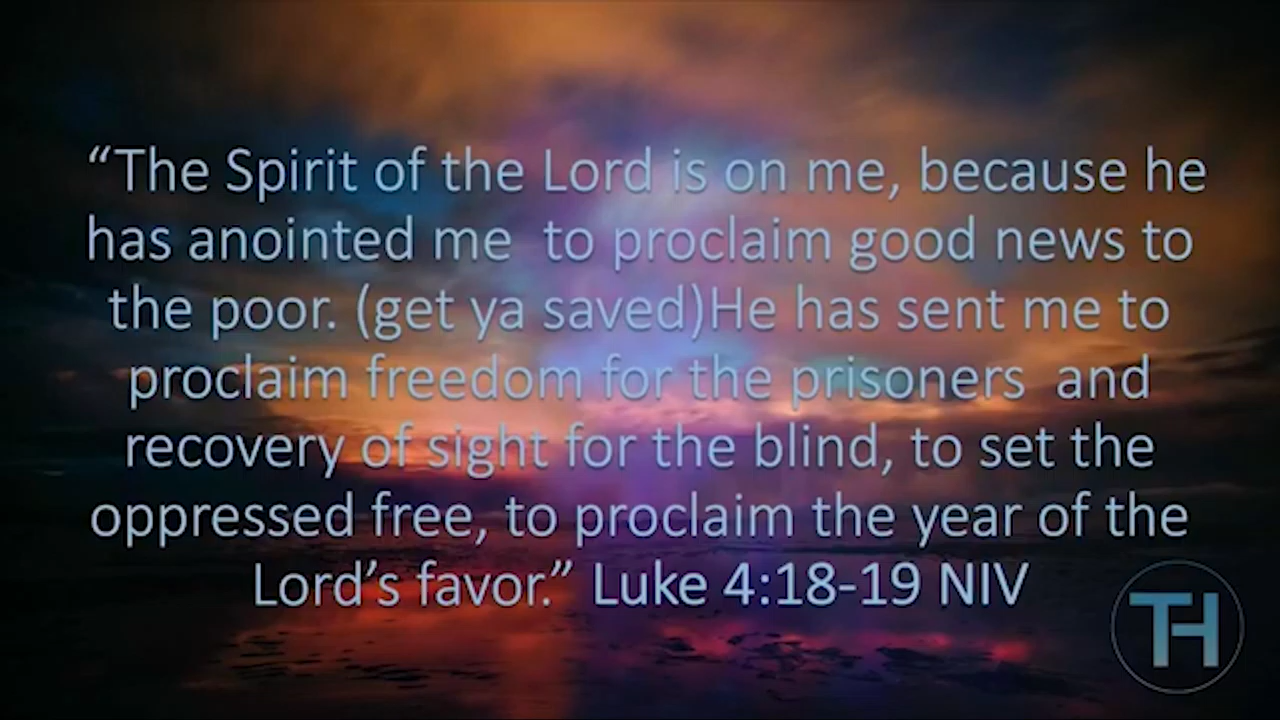 “The Spirit of the Lord is on me, because he
has anointed me  to proclaim good news to
the poor. (get ya saved)He has sent me to
proclaim freedom for the prisoners  and
recovery of sight for the blind, to set the
oppressed free, to proclaim the year of the
Lord’s favor.” Luke 4:18-19 NIV
TH